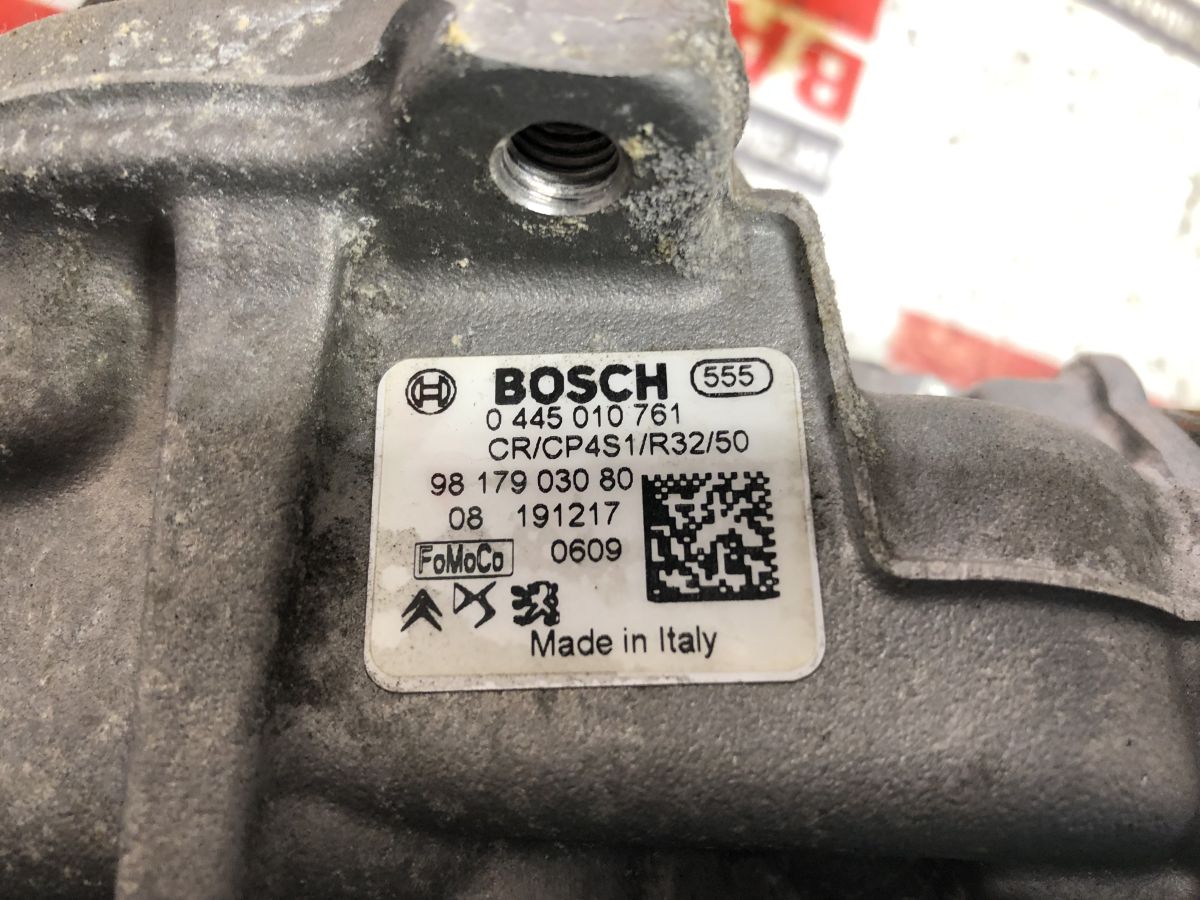 BOSCH 555
0 445 010 761
CR/CP4S1/R32/50
98 179 030 80
08 191217
FoMoCo 0609
Made in Italy